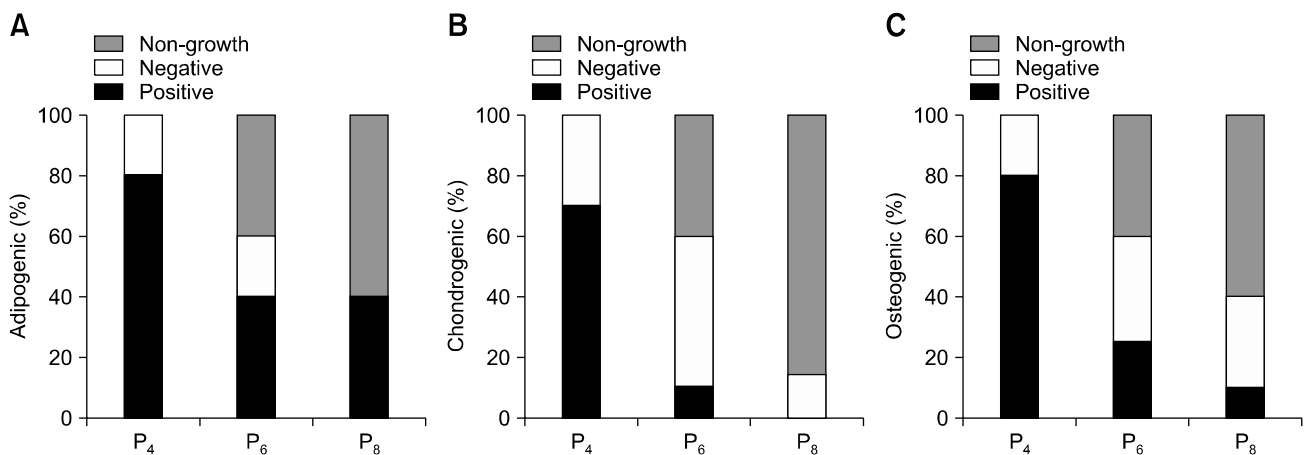 A
Non-growth
Negative
Positive
Adipogenic (%)
100
80
60
40
20
0
P4
P6
P8
B
Non-growth
Negative
Positive
Chondrogenic (%)
100
80
60
40
20
0
P4
P6
P8
C
Non-growth
Negative
Positive
Osteogenic (%)
100
80
60
40
20
0
P4
P6
P8